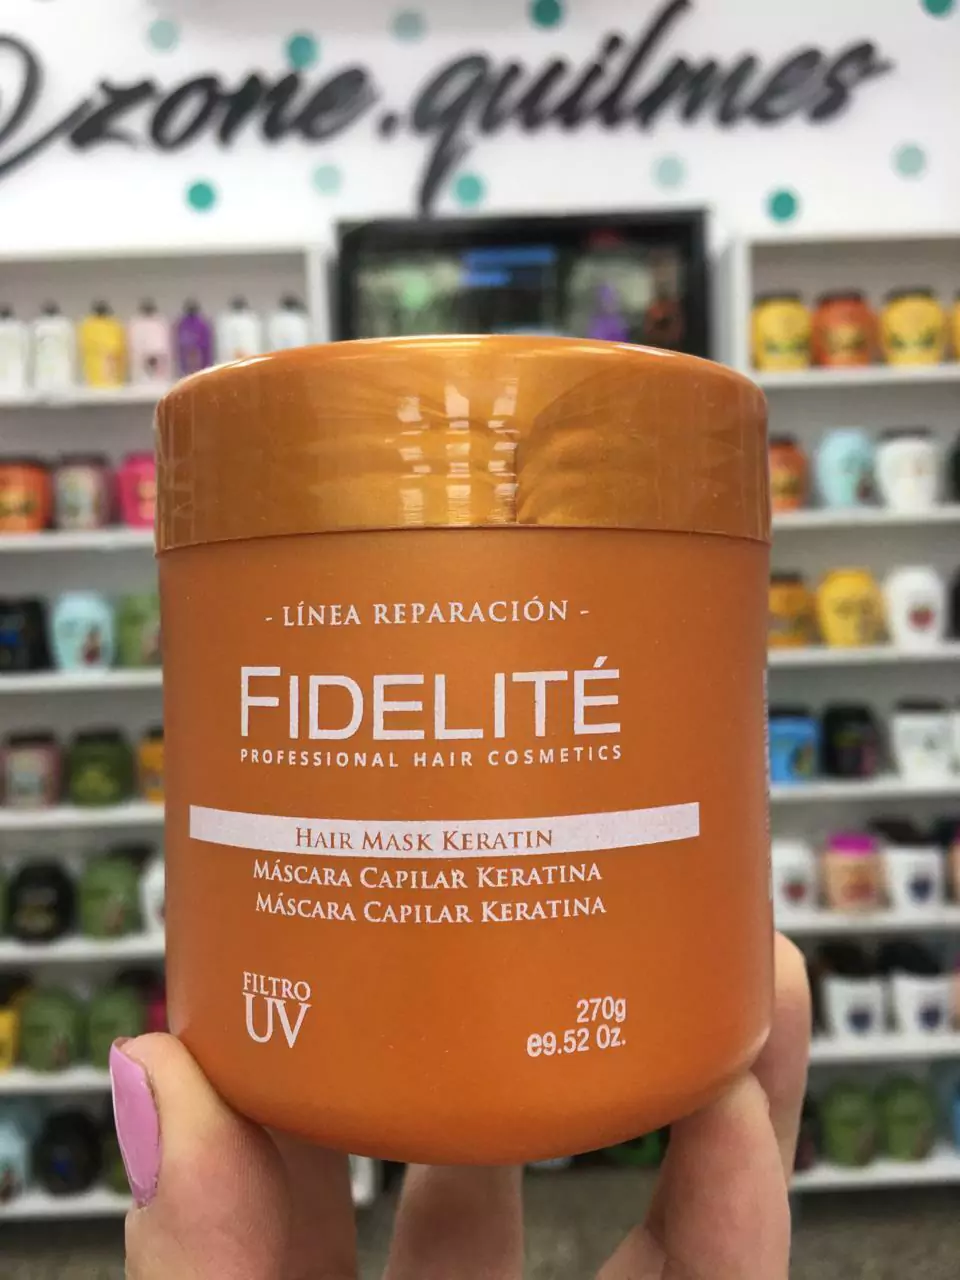 zone.quilmes
- LÍNEA REPARACIÓN -
FIDELITÉ
PROFESSIONAL HAIR COSMETICS
HAIR MASK KERATIN
MÁSCARA CAPILAR KERATINA
MÁSCARA CAPILAR KERATINA
FILTRO
UV
270g
e9.52 Oz.